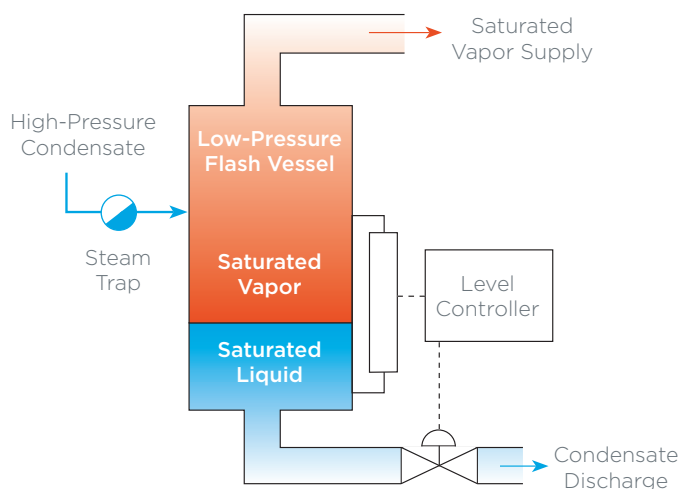 Saturated
Vapor Supply
High-Pressure
Condensate
Low-Pressure
Flash Vessel
Steam
Trap
Saturated
Vapor
Level
Controller
Saturated
Liquid
Condensate
Discharge